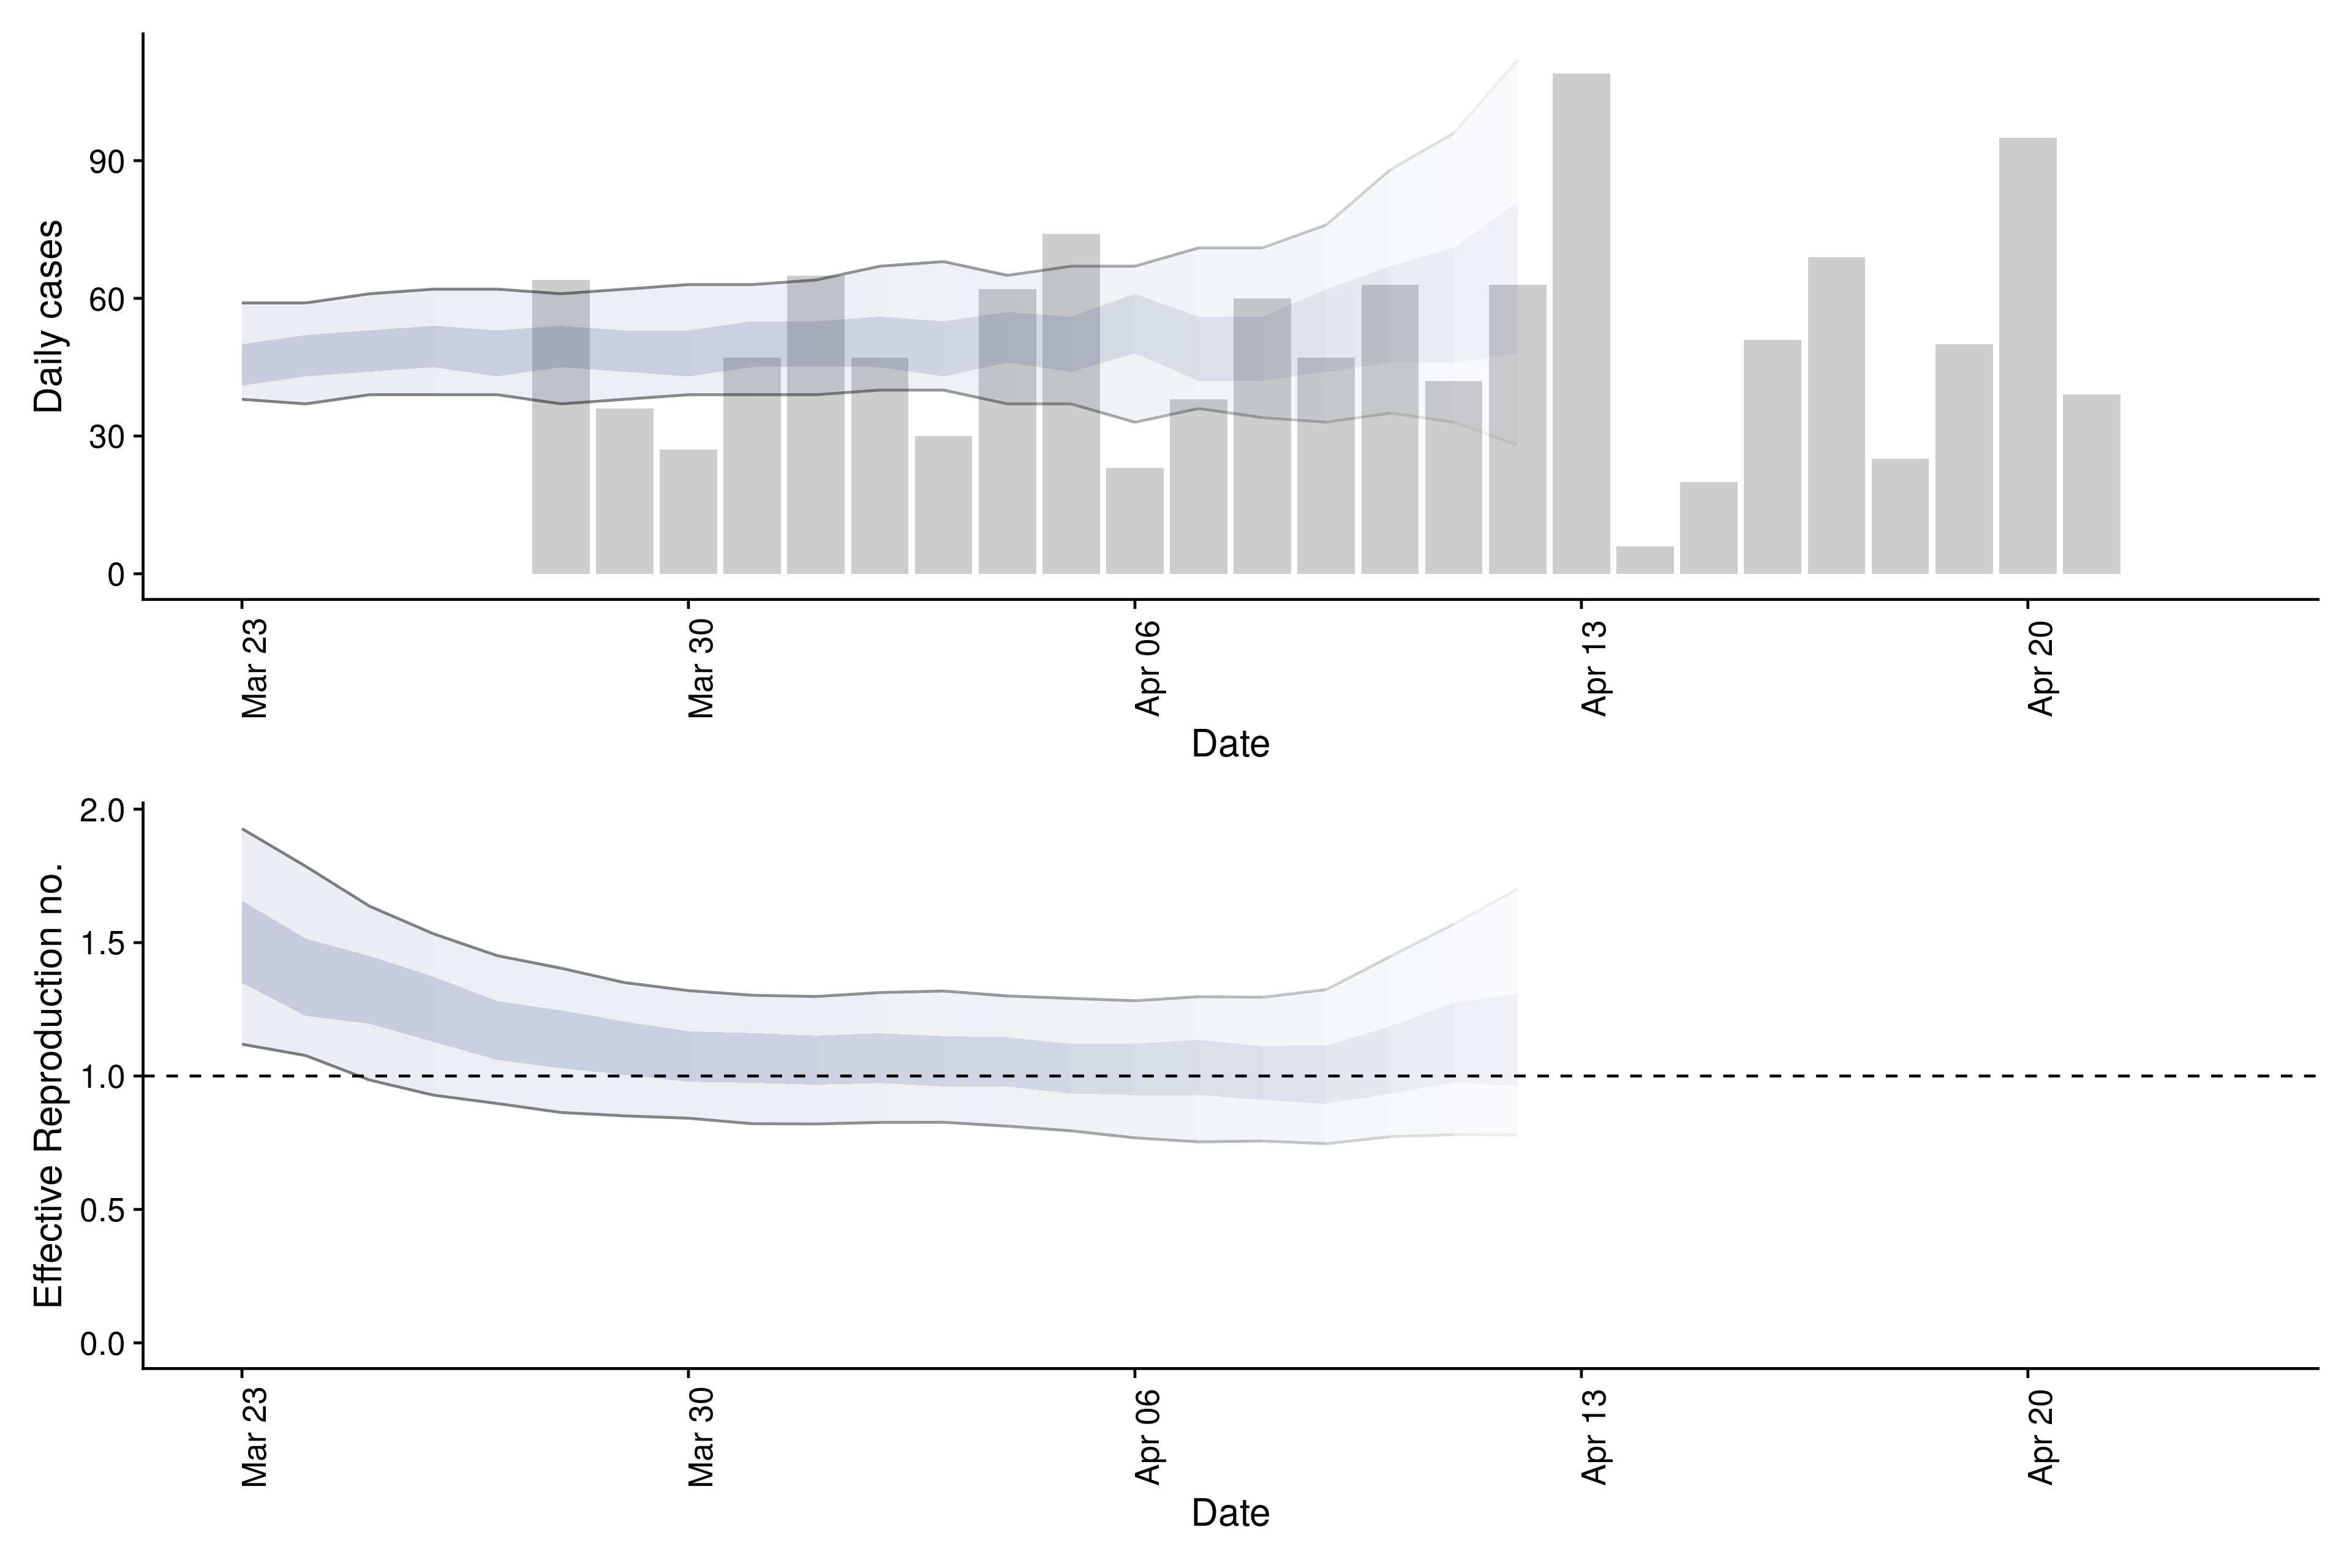 Daily cases
90
60
30
0
Mar 23
Mar 30
Apr 06
Apr 13
Apr 20
Date
Effective Reproduction no.
2.0
1.5
1.0
0.5
0.0
Mar 23
Mar 30
Apr 06
Apr 13
Apr 20
Date